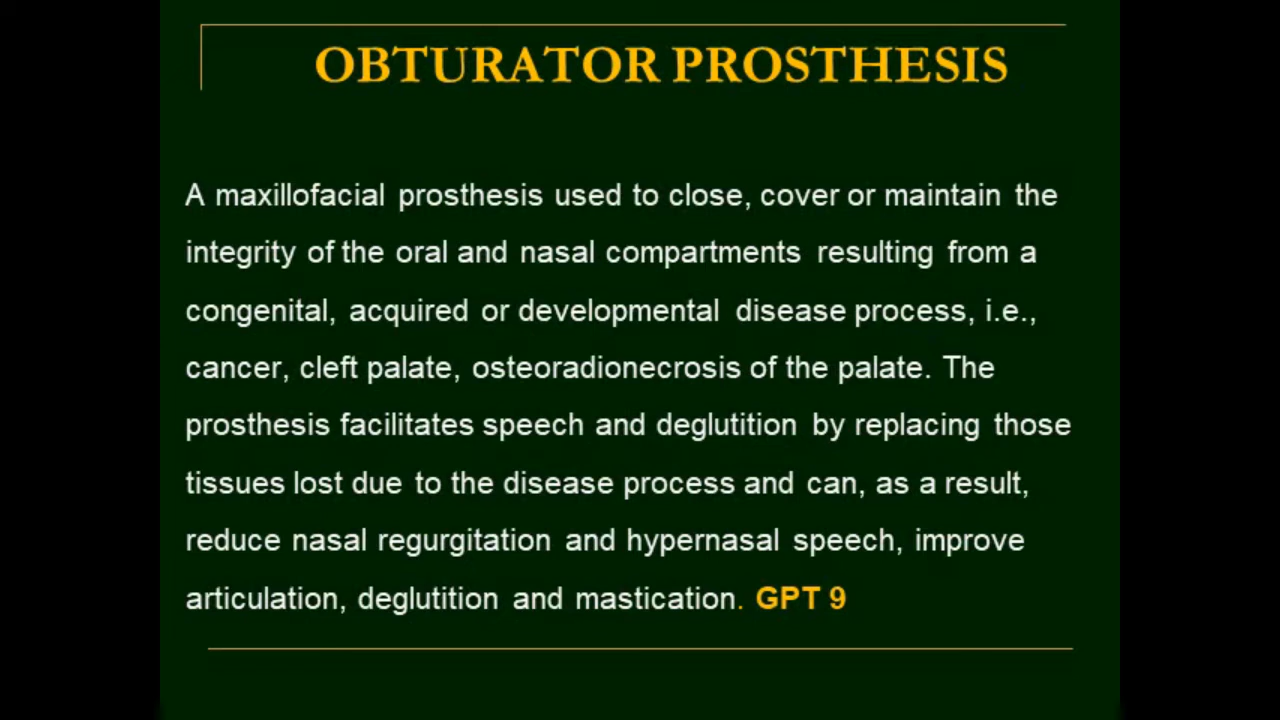 OBTURATOR PROSTHESIS
A maxillofacial prosthesis used to close, cover or maintain the
integrity of the oral and nasal compartments resulting from a
congenital, acquired or developmental disease process, i.e.,
cancer, cleft palate, osteoradionecrosis of the palate. The
prosthesis facilitates speech and deglutition by replacing those
tissues lost due to the disease process and can, as a result,
reduce nasal regurgitation and hypernasal speech, improve
articulation, deglutition and mastication. GPT 9